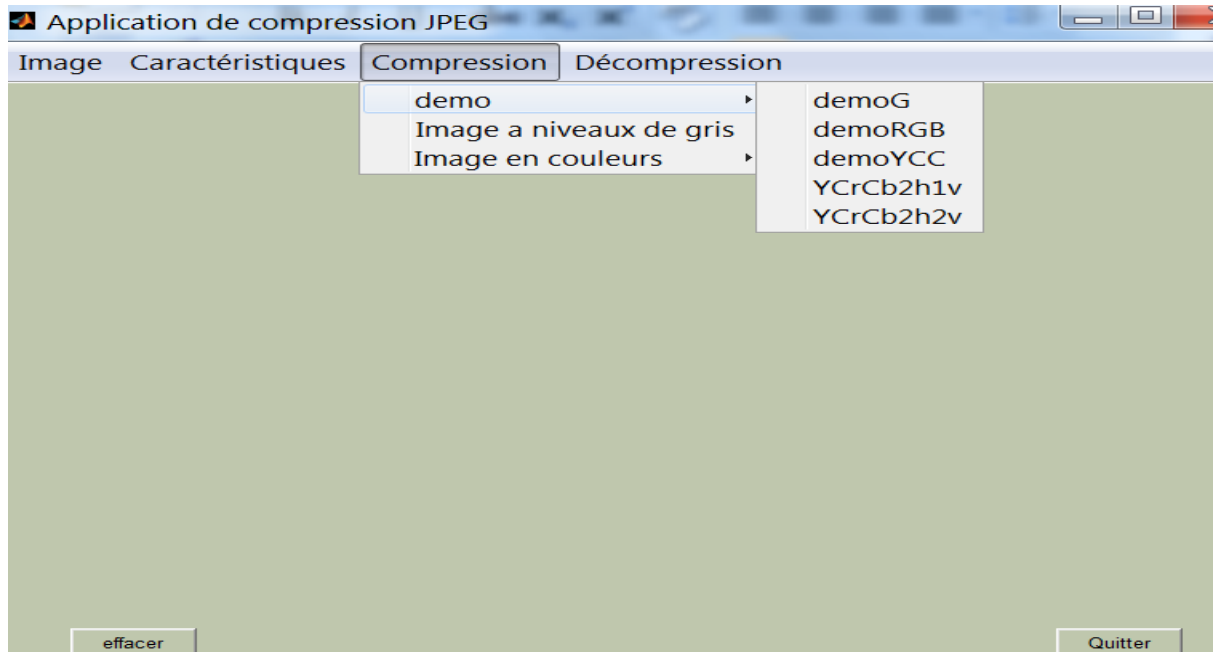 Application de compression JPEG
Image Caractéristiques Compression Décompression
demo
Image a niveaux de gris
Image en couleurs
demoG
demoRGB
demoYCC
YCrCb2h1v
YCrCb2h2v
effacer
Quitter